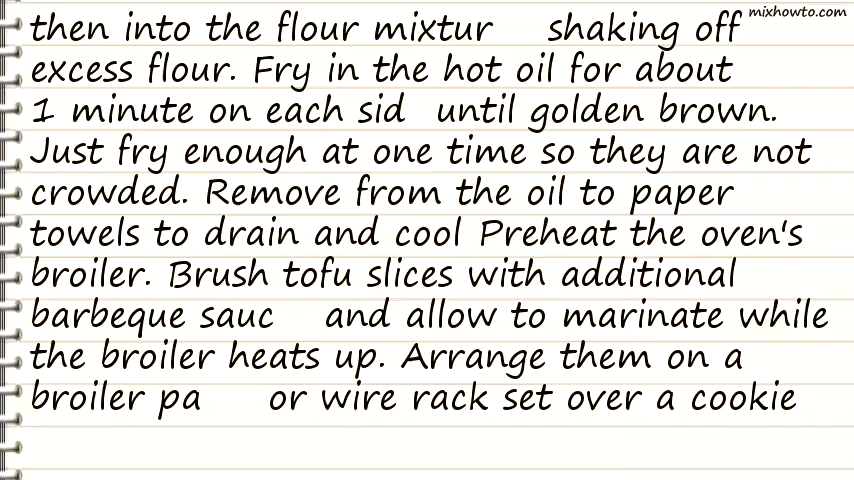 mixhowto.com
then into the flour mixtur shaking off
excess flour. Fry in the hot oil for about
1 minute on each sid until golden brown.
Just fry enough at one time so they are not
crowded. Remove from the oil to paper
towels to drain and cool Preheat the oven's
broiler. Brush tofu slices with additional
barbeque sauc and allow to marinate while
the broiler heats up. Arrange them on a
broiler pa or wire rack set over a cookie